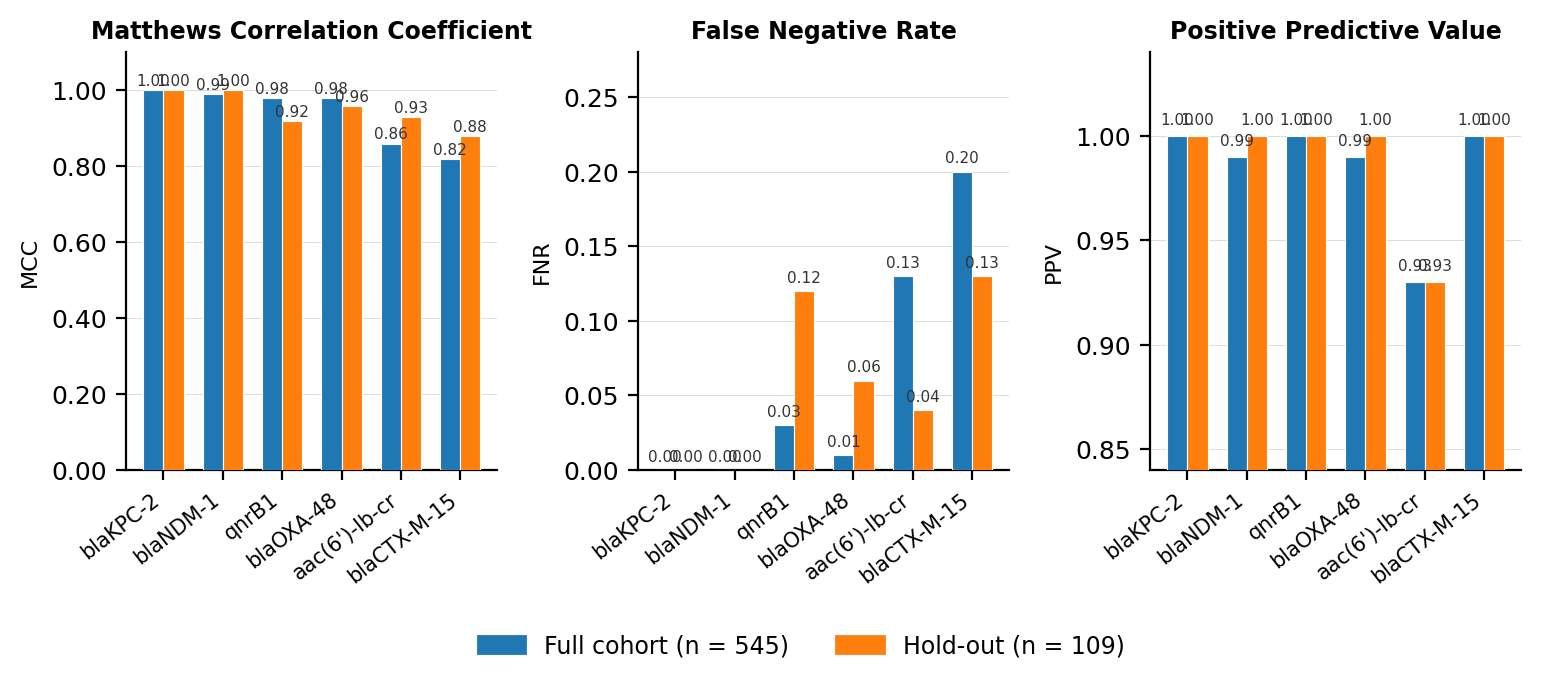 Matthews Correlation Coefficient
MCC
1.00
0.80
0.60
0.40
0.20
0.00
1.00 1.00 0.99 1.00 0.98 0.92 0.98 0.96 0.86 0.93 0.82 0.88
blaKPC-2
blaNDM-1
qnrB1
blaOXA-48
aac(6')-Ib-cr
blaCTX-M-15
False Negative Rate
FNR
0.25
0.20
0.15
0.10
0.05
0.00
0.00 0.00 0.00 0.00 0.03 0.12 0.01 0.06 0.13 0.04 0.20 0.13
blaKPC-2
blaNDM-1
qnrB1
blaOXA-48
aac(6')-Ib-cr
blaCTX-M-15
Positive Predictive Value
PPV
1.00
0.95
0.90
0.85
1.00 1.00 0.99 1.00 1.00 1.00 0.99 1.00 0.93 0.93 1.00 1.00
blaKPC-2
blaNDM-1
qnrB1
blaOXA-48
aac(6')-Ib-cr
blaCTX-M-15
Full cohort (n = 545)
Hold-out (n = 109)